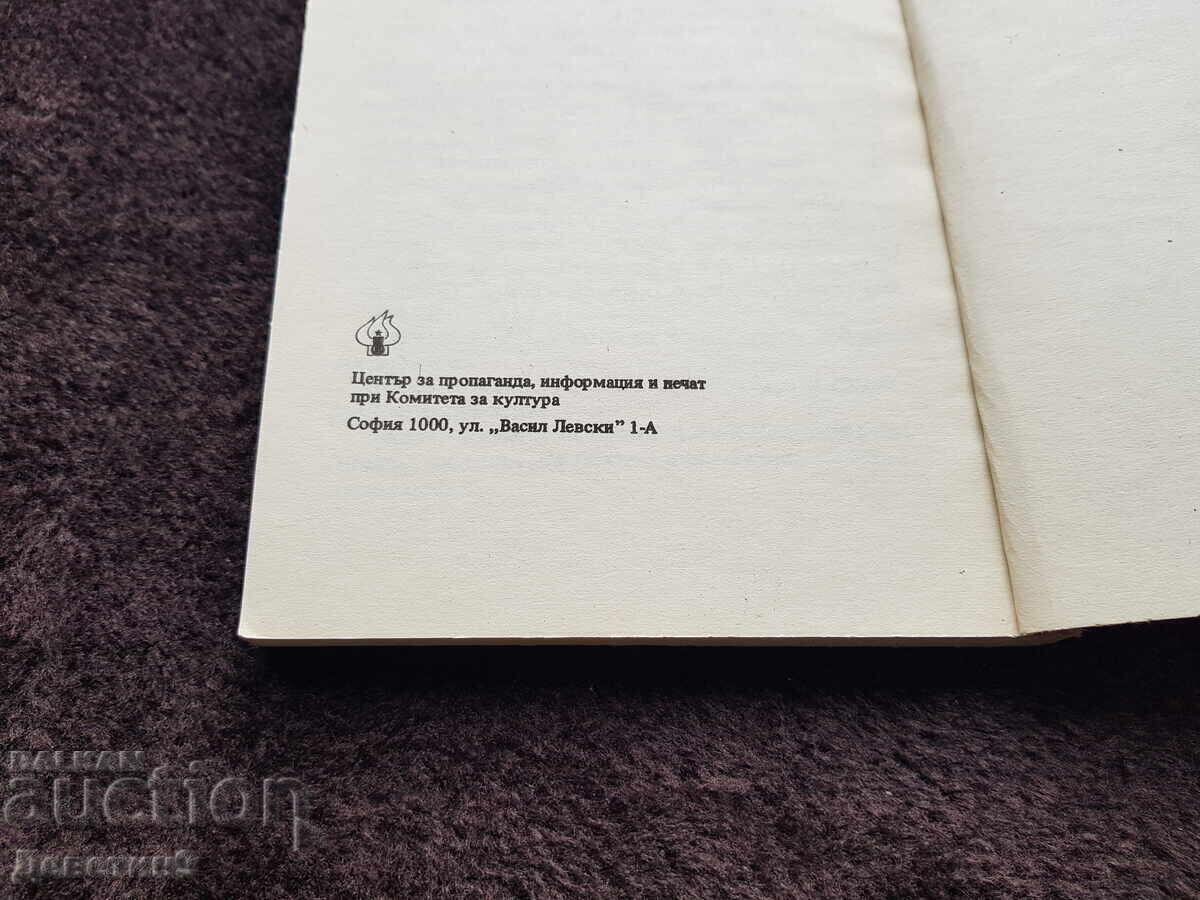 Център за пропаганда, информация и печат
при Комитета за култура
София 1000, ул. „Васил Левски” 1-А
BALKAN
auction